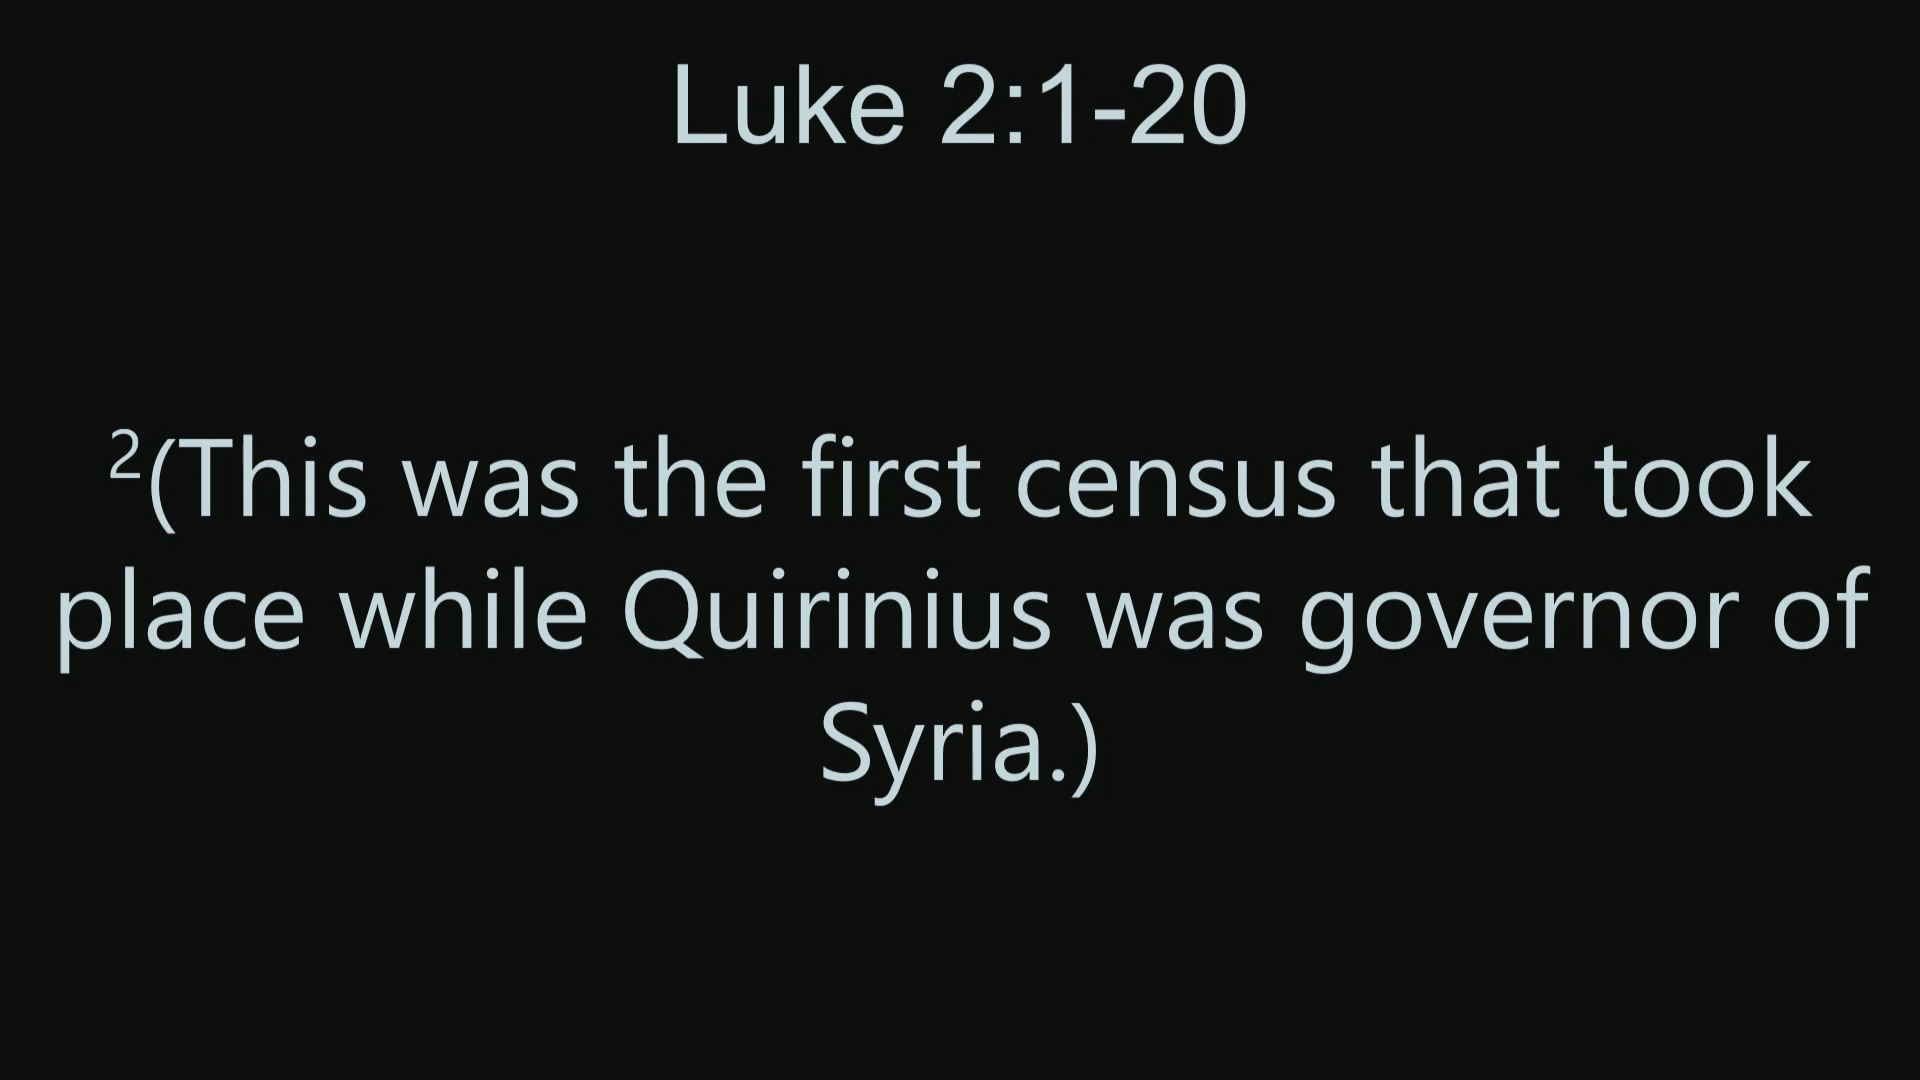 Luke 2:1-20
²(This was the first census that took
place while Quirinius was governor of
Syria.)